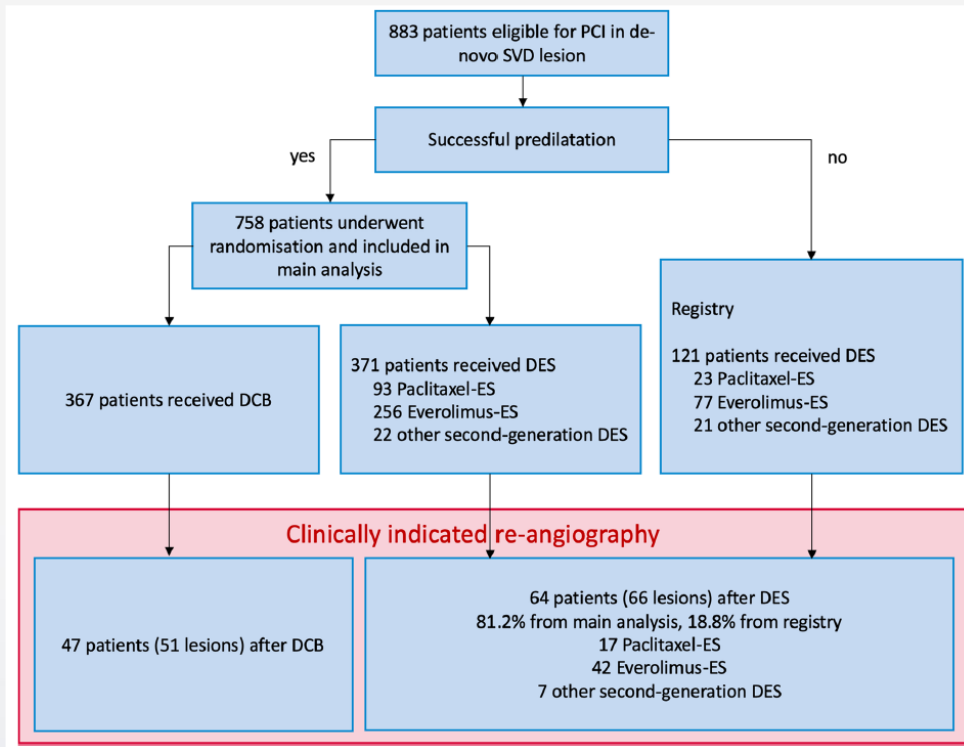 883 patients eligible for PCI in de-
novo SVD lesion
Successful predilatation
yes
no
758 patients underwent
randomisation and included in
main analysis
367 patients received DCB
371 patients received DES
93 Paclitaxel-ES
256 Everolimus-ES
22 other second-generation DES
Registry
121 patients received DES
23 Paclitaxel-ES
77 Everolimus-ES
21 other second-generation DES
Clinically indicated re-angiography
47 patients (51 lesions) after DCB
64 patients (66 lesions) after DES
81.2% from main analysis, 18.8% from registry
17 Paclitaxel-ES
42 Everolimus-ES
7 other second-generation DES